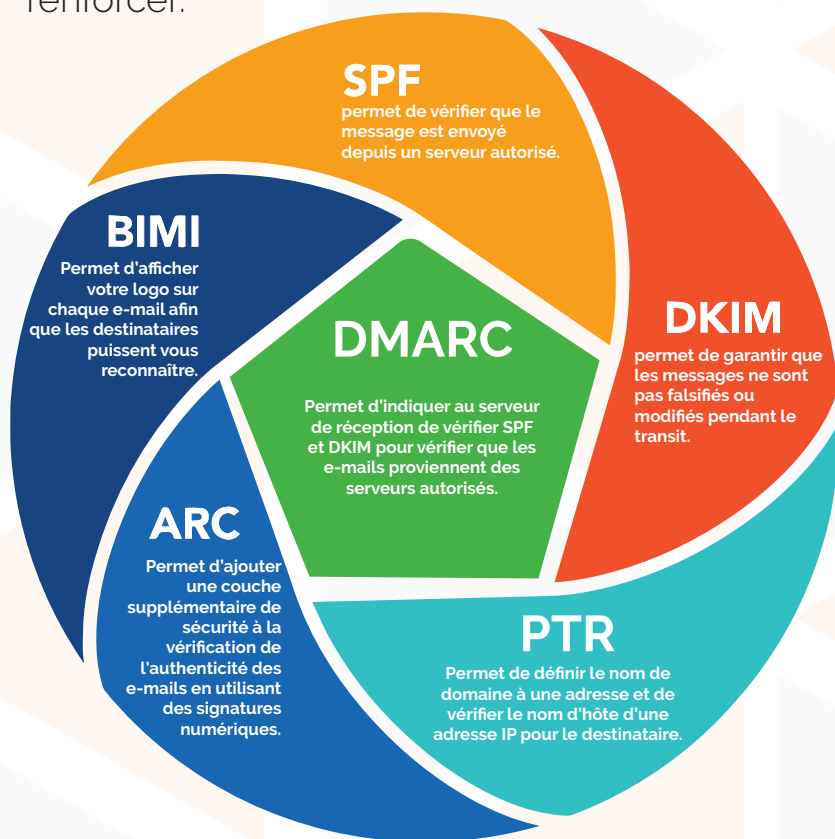 renforcer.
SPF
permet de vérifier que le
message est envoyé
depuis un serveur autorisé.
BIMI
Permet d'afficher
votre logo sur
chaque e-mail afin
que les destinataires
puissent vous
reconnaître.
DKIM
permet de garantir que
les messages ne sont
pas falsifiés ou
modifiés pendant le
transit.
DMARC
Permet d'indiquer au serveur
de réception de vérifier SPF
et DKIM pour vérifier que les
e-mails proviennent des
serveurs autorisés.
ARC
Permet d'ajouter
une couche
supplémentaire de
sécurité à la
vérification de
l'authenticité des
e-mails en utilisant
des signatures
numériques.
PTR
Permet de définir le nom de
domaine à une adresse et de
vérifier le nom d'hôte d'une
adresse IP pour le destinataire.